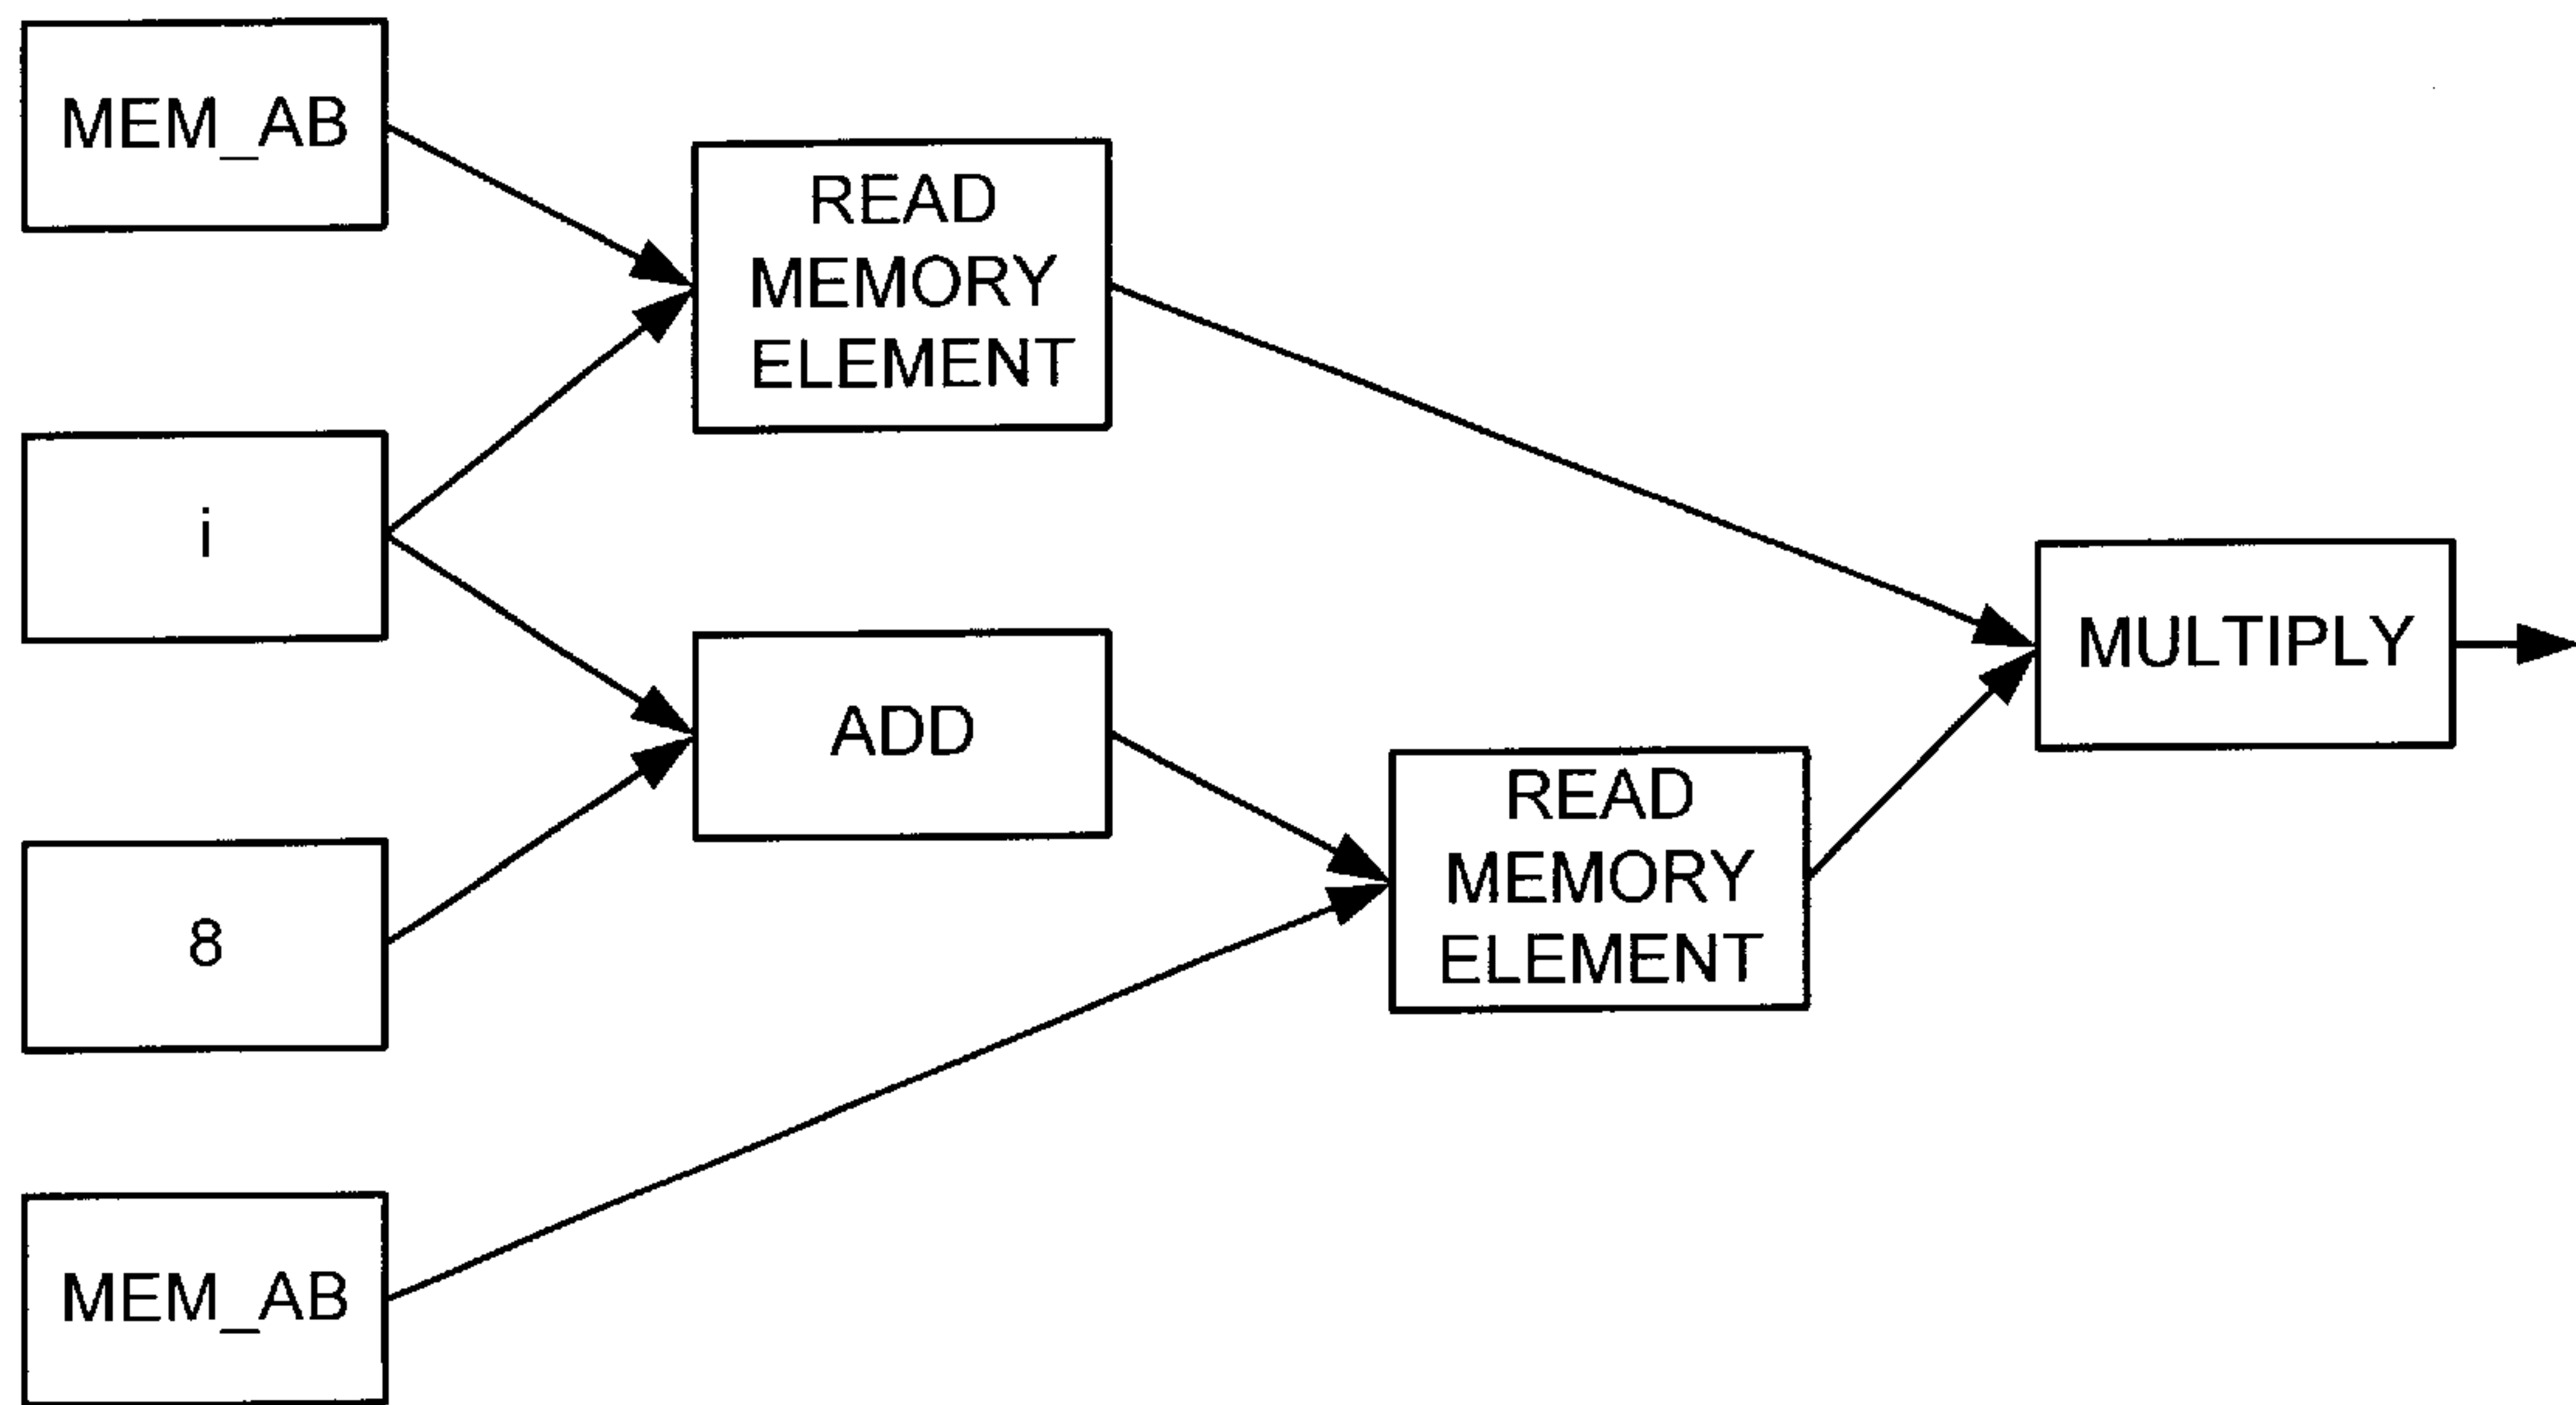 MEM_AB
READ
MEMORY
ELEMENT
i
MULTIPLY
ADD
READ
MEMORY
ELEMENT
8
MEM_AB